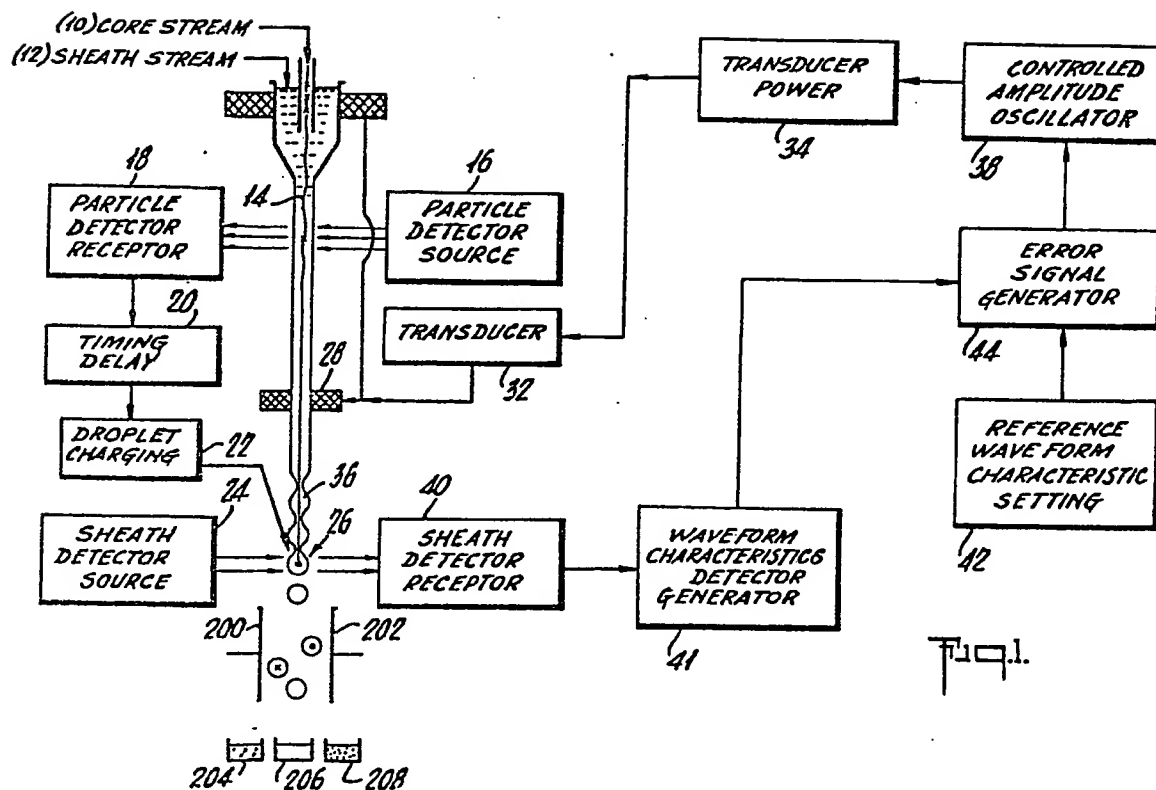 (10) CORE STREAM
(12) SHEATH STREAM
TRANSDUCER
POWER
34
CONTROLLED
AMPLITUDE
OSCILLATOR
38
18
PARTICLE
DETECTOR
RECEPTOR
14
16
PARTICLE
DETECTOR
SOURCE
ERROR
SIGNAL
GENERATOR
44
20
TIMING
DELAY
TRANSDUCER
32
28
DROPLET
CHARGING
22
REFERENCE
WAVE FORM
CHARACTERISTIC
SETTING
42
24
SHEATH
DETECTOR
SOURCE
36
26
40
SHEATH
DETECTOR
RECEPTOR
WAVEFORM
CHARACTERISTICS
DETECTOR
GENERATOR
41
200
202
Fig.1.
204
206
208